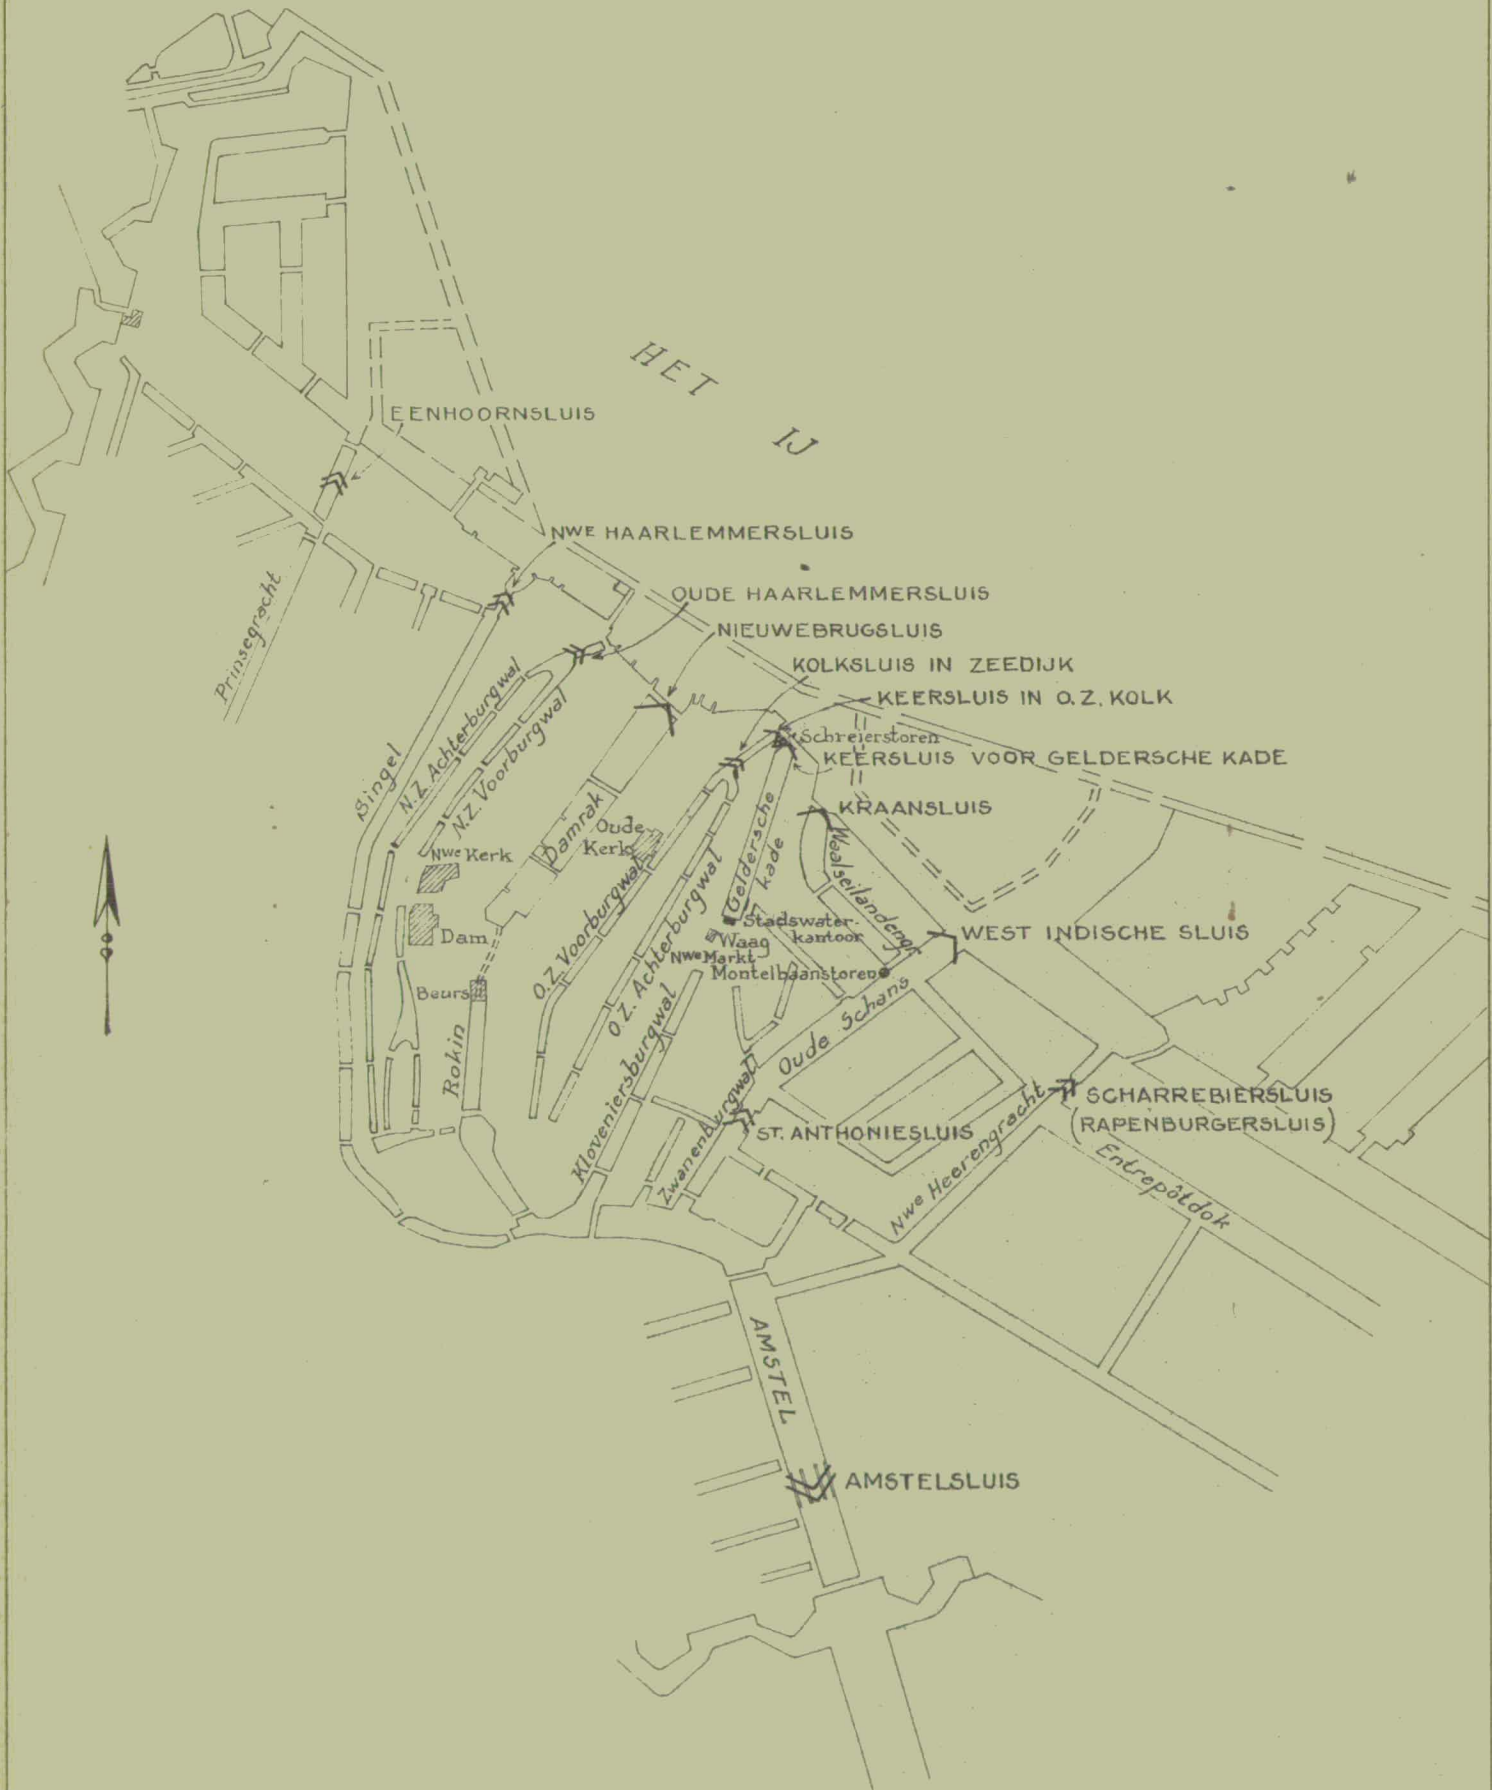 HET
IJ
EENHOORNSLUIS
NWE HAARLEMMERSLUIS
Prinsegracht
OUDE HAARLEMMERSLUIS
NIEUWEBRUGSLUIS
KOLKSLUIS IN ZEEDIJK
KEERSLUIS IN O.Z. KOLK
Schreierstoren
KEERSLUIS VOOR GELDERSCHE KADE
Singel
N.Z. Achterburgwal
N.Z. Voorburgwal
KRAANSLUIS
Damrak
Oude
Kerk
Geldersche
kade
Waalseilandengr.
Nwe Kerk
Dam
O.Z. Voorburgwal
O.Z. Achterburgwal
Stadswater-
kantoor
Waag
Nwe Markt
Montelbaanstoren
WEST INDISCHE SLUIS
Beurs
Rokin
Kloveniersburgwal
Oude Schans
Zwanenburgwal
ST. ANTHONIESLUIS
SCHARREBIERSLUIS
(RAPENBURGERSLUIS)
Nwe Heerengracht
Entrepôtdok
AMSTEL
AMSTELSLUIS